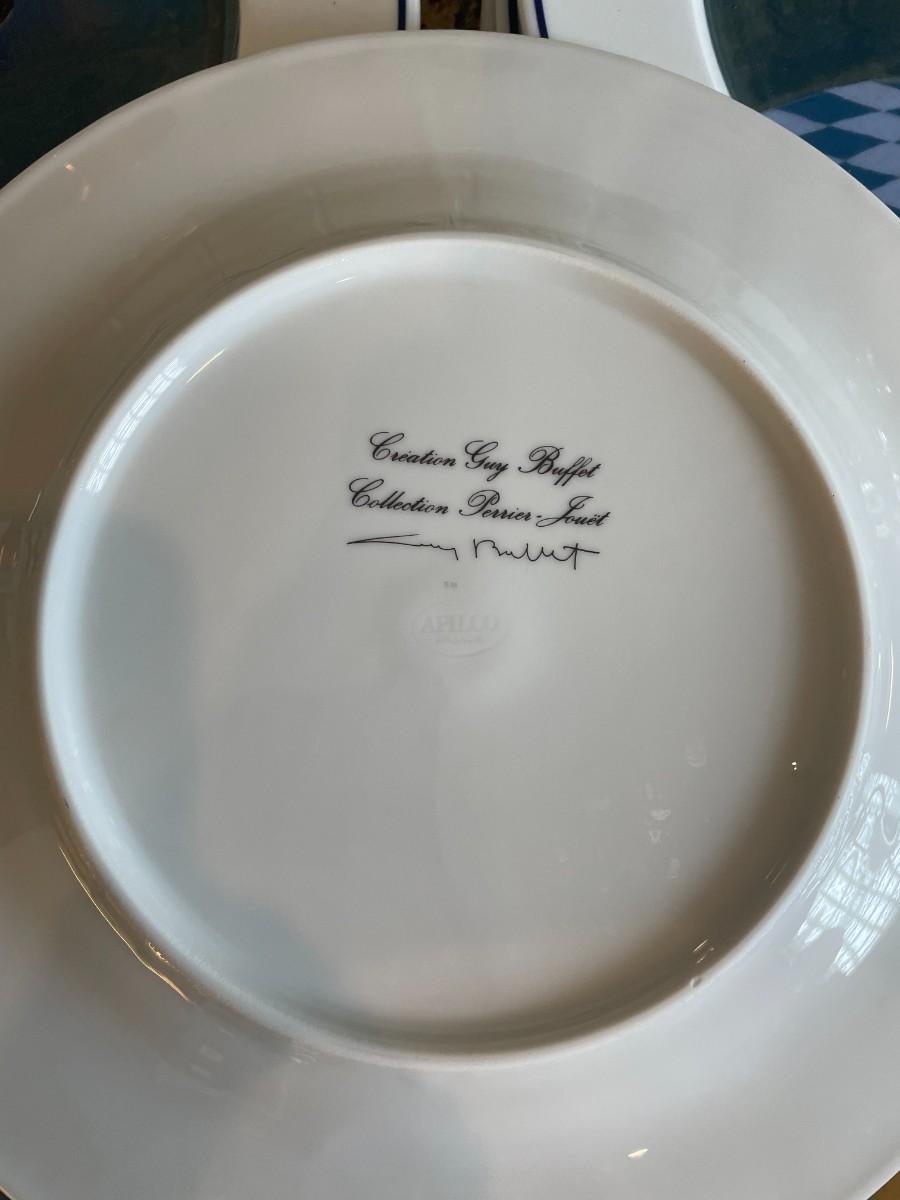 Création Guy Buffet
Collection Perrier-Jouët
Guy Buffet
APILCO